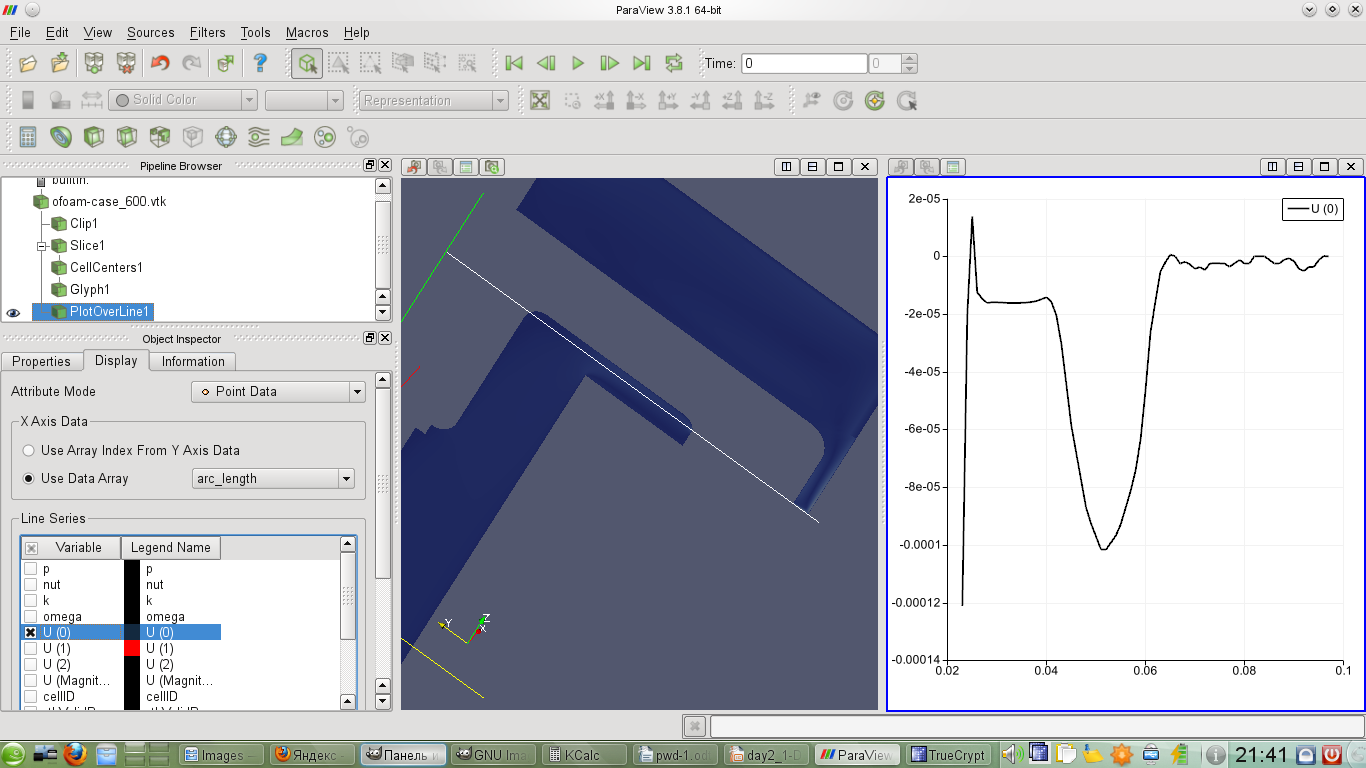 ParaView 3.8.1 64-bit
File Edit View Sources Filters Tools Macros Help
Time: 0 0
Solid Color Representation
Pipeline Browser
builtin:
ofoam-case_600.vtk
Clip1
Slice1
CellCenters1
Glyph1
PlotOverLine1
Object Inspector
Properties Display Information
Attribute Mode Point Data
X Axis Data
Use Array Index From Y Axis Data
Use Data Array arc_length
Line Series
Variable Legend Name
p p
nut nut
k k
omega omega
U (0) U (0)
U (1) U (1)
U (2) U (2)
U (Magnit... U (Magnit...
cellID cellID
Y Z X
U (0)
2e-05
0
-2e-05
-4e-05
-6e-05
-8e-05
-0.0001
-0.00012
-0.00014
0.02 0.04 0.06 0.08 0.1
Images – Яндекс Панель и GNU Ima KCalc pwd-1.od day2_1-D ParaView TrueCrypt 21:41